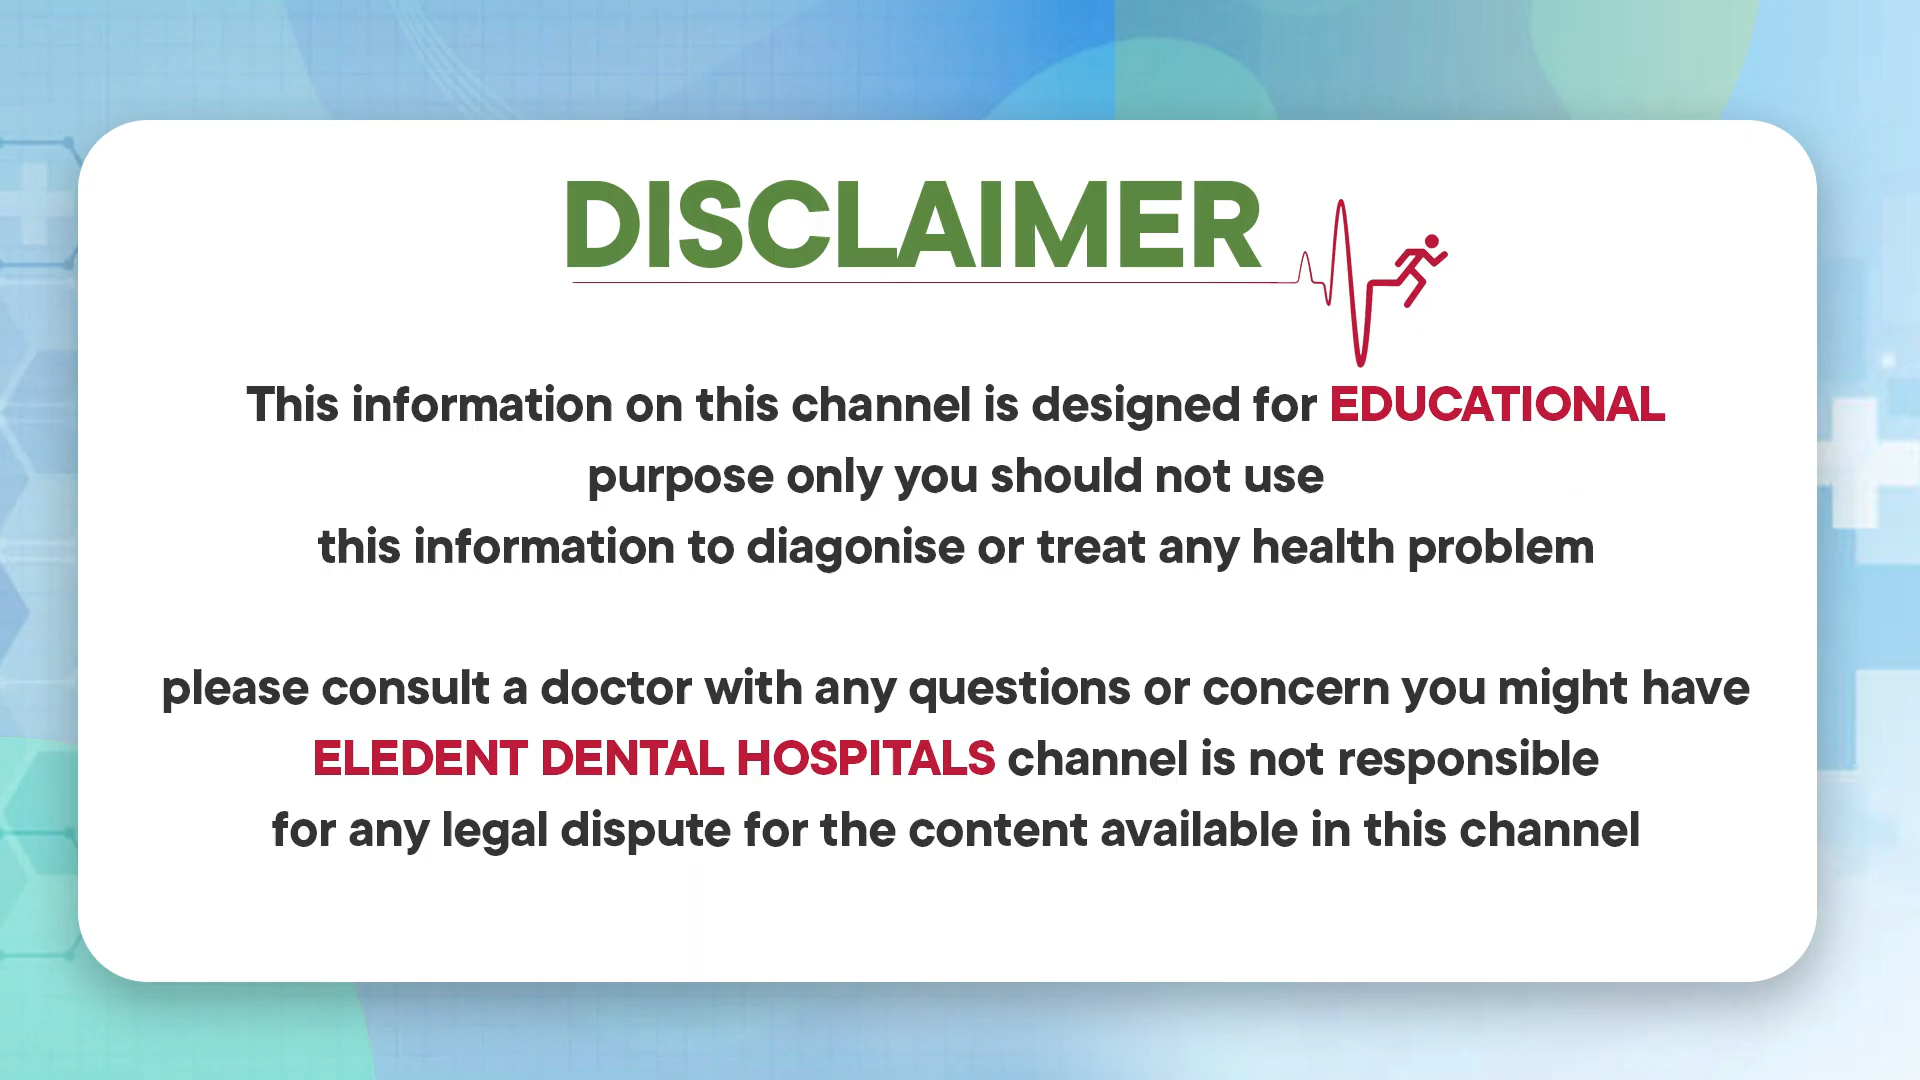 DISCLAIMER
This information on this channel is designed for EDUCATIONAL
purpose only you should not use
this information to diagonise or treat any health problem
please consult a doctor with any questions or concern you might have
ELEDENT DENTAL HOSPITALS channel is not responsible
for any legal dispute for the content available in this channel